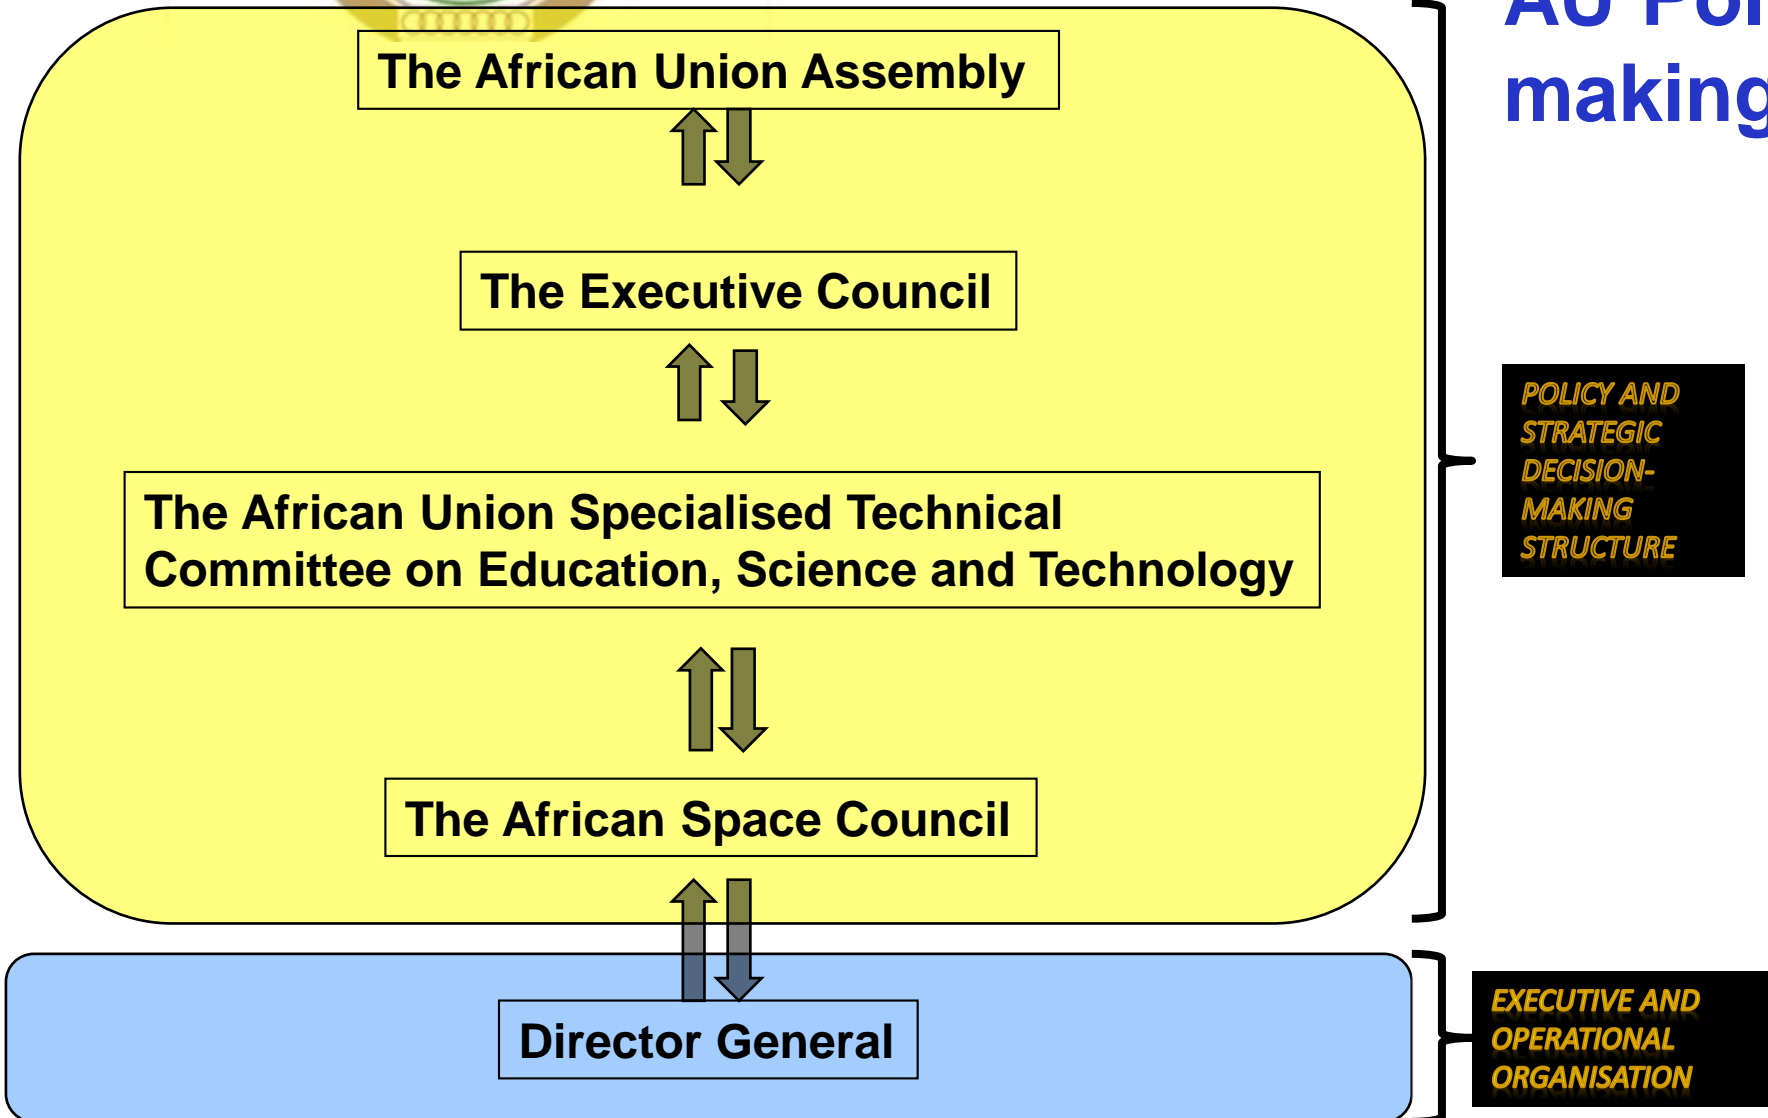 AU
making
The African Union Assembly
The Executive Council
The African Union Specialised Technical
Committee on Education, Science and Technology
The African Space Council
Director General
POLICY AND
STRATEGIC
DECISION-
MAKING
STRUCTURE
EXECUTIVE AND
OPERATIONAL
ORGANISATION